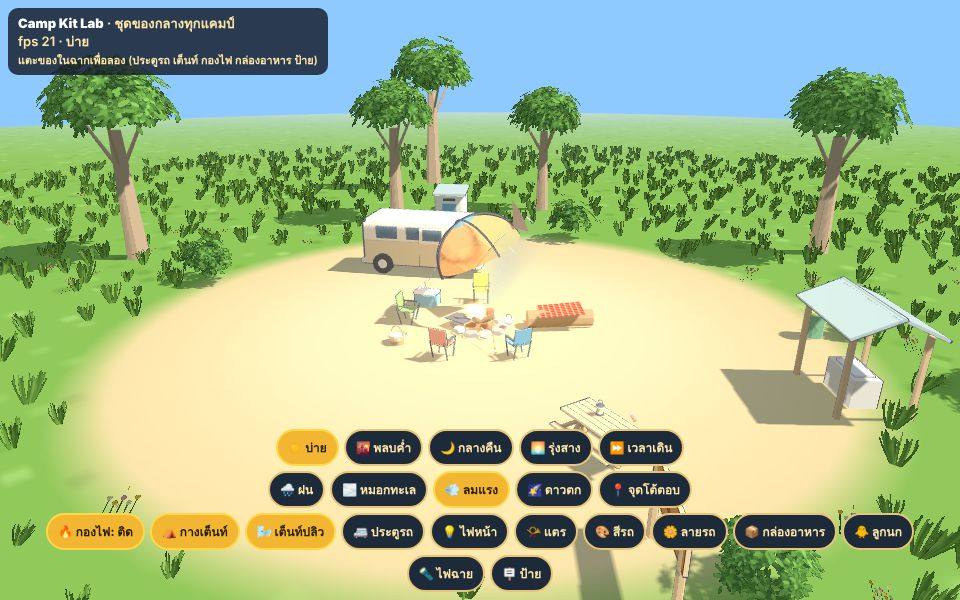 Camp Kit Lab · ชุดของกลางทุกแคมป์
fps 21 · บ่าย
แตะของในฉากเพื่อลอง (ประตูรถ เต็นท์ กองไฟ กล่องอาหาร ป้าย)
บ่าย พลบค่ำ กลางคืน รุ่งสาง เวลาเดิน
ฝน หมอกทะเล ลมแรง ดาวตก จุดโต้ตอบ
กองไฟ: ติด กางเต็นท์ เต็นท์ปลิว ประตูรถ ไฟหน้า แตร สีรถ ลายรถ กล่องอาหาร ลูกนก
ไฟฉาย ป้าย